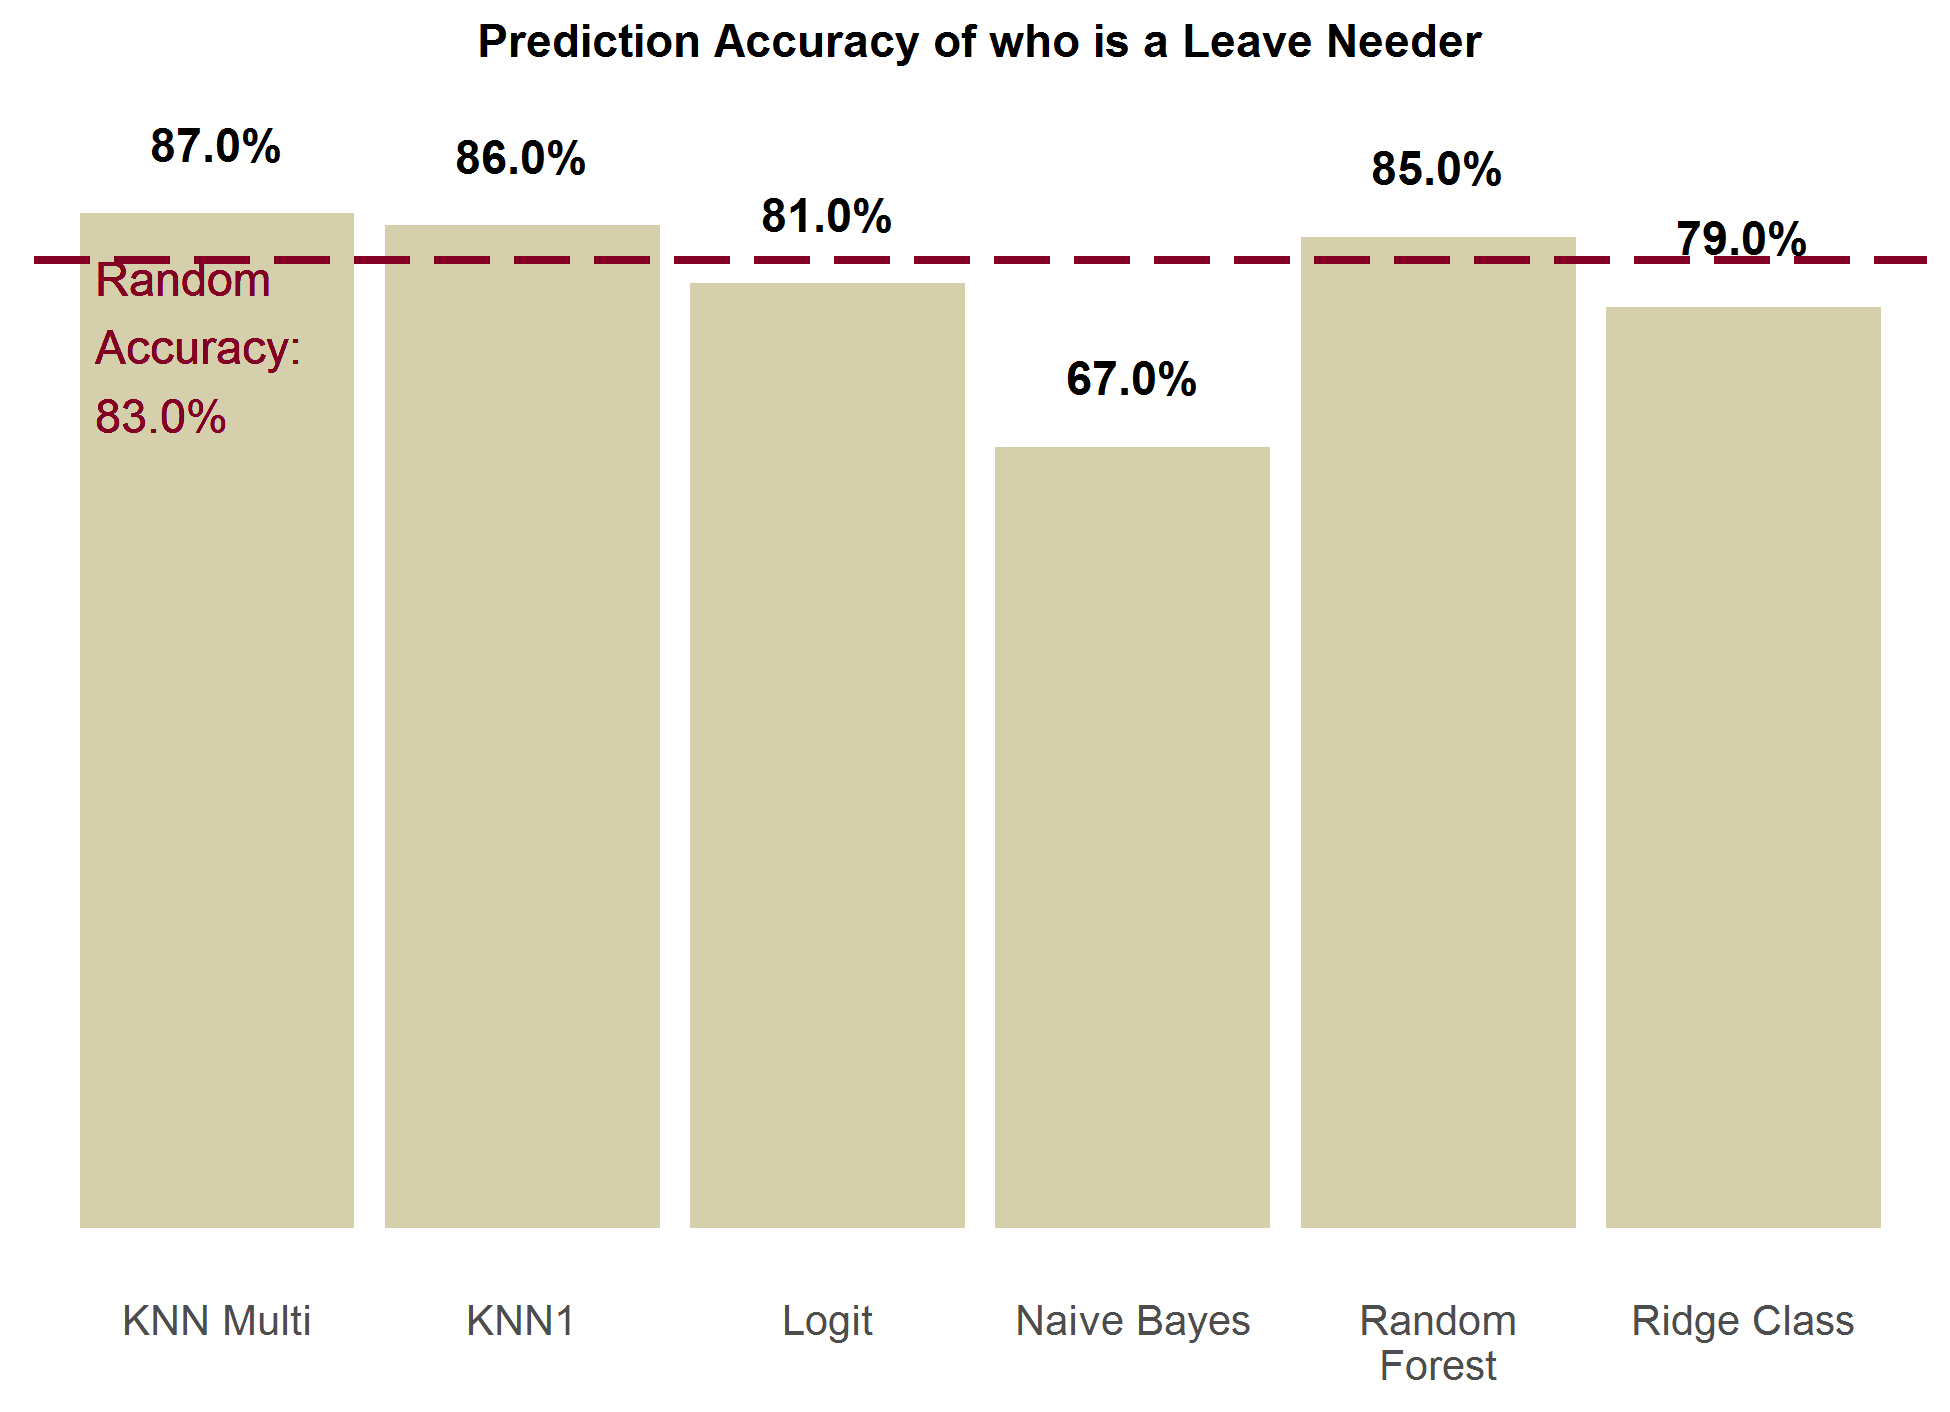 Prediction Accuracy of who is a Leave Needer
87.0%
86.0%
81.0%
67.0%
85.0%
79.0%
Random
Accuracy:
83.0%
KNN Multi
KNN1
Logit
Naive Bayes
Random
Forest
Ridge Class